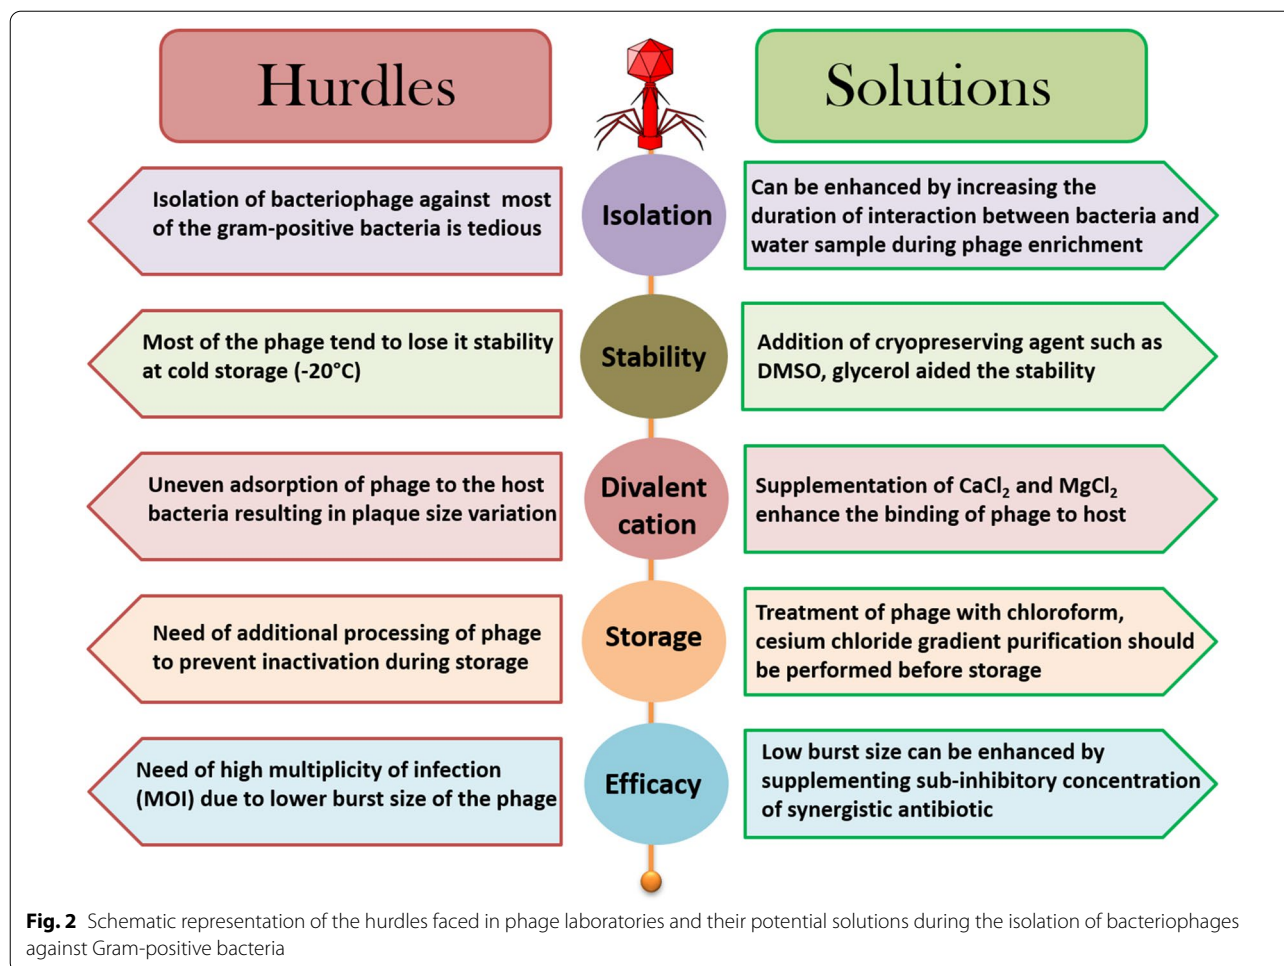 Hurdles
Solutions
Isolation of bacteriophage against most
of the gram-positive bacteria is tedious
Isolation
Can be enhanced by increasing the
duration of interaction between bacteria and
water sample during phage enrichment
Most of the phage tend to lose it stability
at cold storage (-20°C)
Stability
Addition of cryopreserving agent such as
DMSO, glycerol aided the stability
Uneven adsorption of phage to the host
bacteria resulting in plaque size variation
Divalent
cation
Supplementation of CaCl₂ and MgCl₂
enhance the binding of phage to host
Need of additional processing of phage
to prevent inactivation during storage
Storage
Treatment of phage with chloroform,
cesium chloride gradient purification should
be performed before storage
Need of high multiplicity of infection
(MOI) due to lower burst size of the phage
Efficacy
Low burst size can be enhanced by
supplementing sub-inhibitory concentration
of synergistic antibiotic
Fig. 2 Schematic representation of the hurdles faced in phage laboratories and their potential solutions during the isolation of bacteriophages
against Gram-positive bacteria